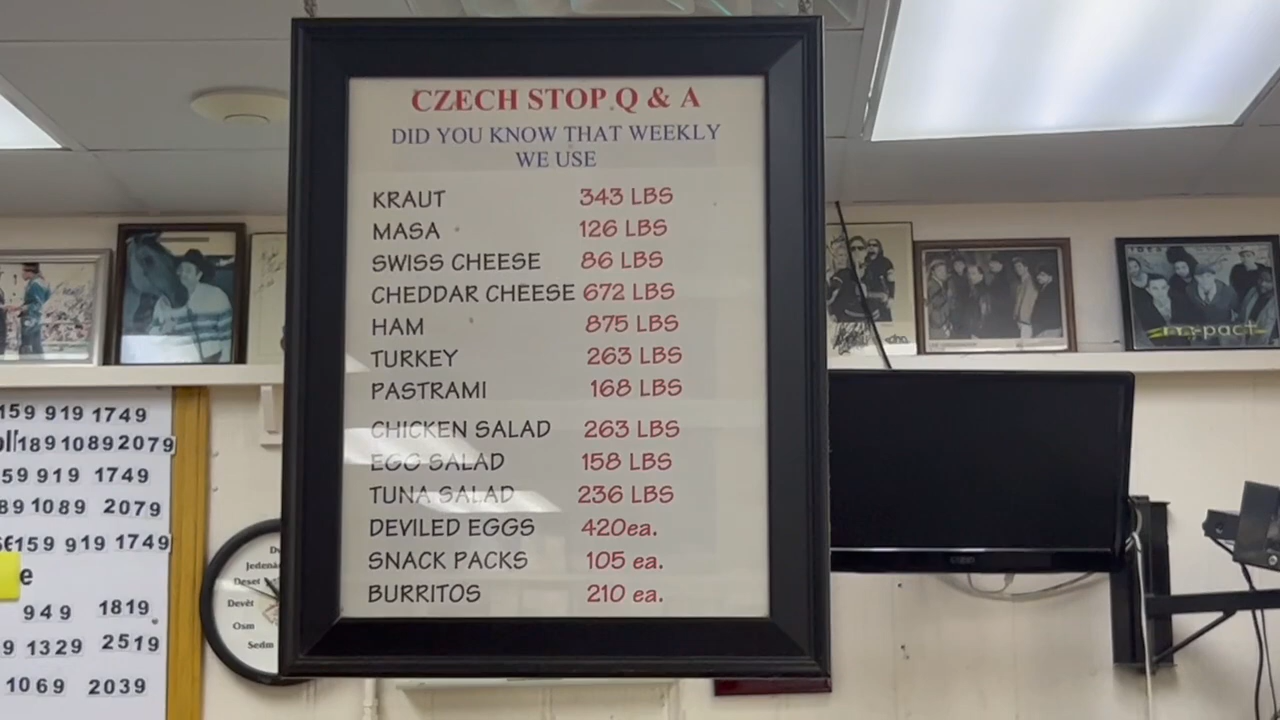 CZECH STOP Q & A
DID YOU KNOW THAT WEEKLY
WE USE
KRAUT 343 LBS
MASA 126 LBS
SWISS CHEESE 86 LBS
CHEDDAR CHEESE 672 LBS
HAM 875 LBS
TURKEY 263 LBS
PASTRAMI 168 LBS
CHICKEN SALAD 263 LBS
EGG SALAD 158 LBS
TUNA SALAD 236 LBS
DEVILED EGGS 420ea.
SNACK PACKS 105 ea.
BURRITOS 210 ea.
159 919 1749
189 1089 2079
59 919 1749
89 1089 2079
159 919 1749
e
949 1819
9 1329 2519
1069 2039
Jedenác
Deset
Devět
Osm
Sedm
m-pact